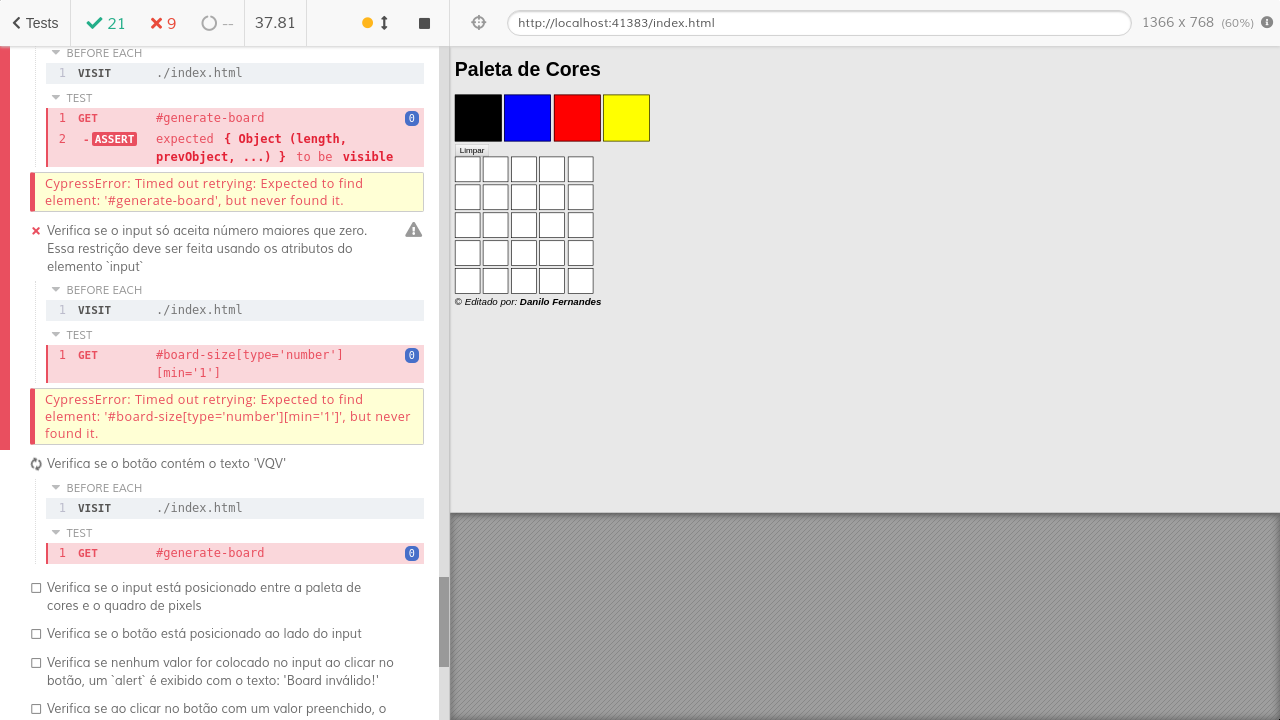 Tests
21
9
--
37.81
http://localhost:41383/index.html
1366 x 768 (60%)
BEFORE EACH
1 VISIT ./index.html
TEST
1 GET #generate-board 0
2 -ASSERT expected { Object (length,
prevObject, ...) } to be visible
CypressError: Timed out retrying: Expected to find
element: '#generate-board', but never found it.
Verifica se o input só aceita número maiores que zero.
Essa restrição deve ser feita usando os atributos do
elemento `input`
BEFORE EACH
1 VISIT ./index.html
TEST
1 GET #board-size[type='number'] 0
[min='1']
CypressError: Timed out retrying: Expected to find
element: '#board-size[type='number'][min='1']', but never
found it.
Verifica se o botão contém o texto 'VQV'
BEFORE EACH
1 VISIT ./index.html
TEST
1 GET #generate-board 0
Verifica se o input está posicionado entre a paleta de
cores e o quadro de pixels
Verifica se o botão está posicionado ao lado do input
Verifica se nenhum valor for colocado no input ao clicar no
botão, um `alert` é exibido com o texto: 'Board inválido!'
Verifica se ao clicar no botão com um valor preenchido, o
Paleta de Cores
Limpar
© Editado por: Danilo Fernandes